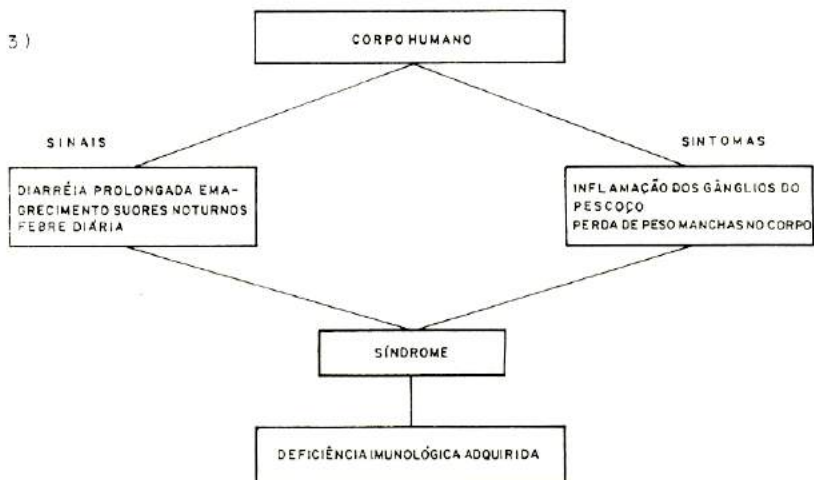 3)
CORPO HUMANO
SINAIS
SINTOMAS
DIARRÉIA PROLONGADA EMA-
GRECIMENTO SUORES NOTURNOS
FEBRE DIÁRIA
INFLAMAÇÃO DOS GÂNGLIOS DO
PESCOÇO
PERDA DE PESO MANCHAS NO CORPO
SÍNDROME
DEFICIÊNCIA IMUNOLÓGICA ADQUIRIDA